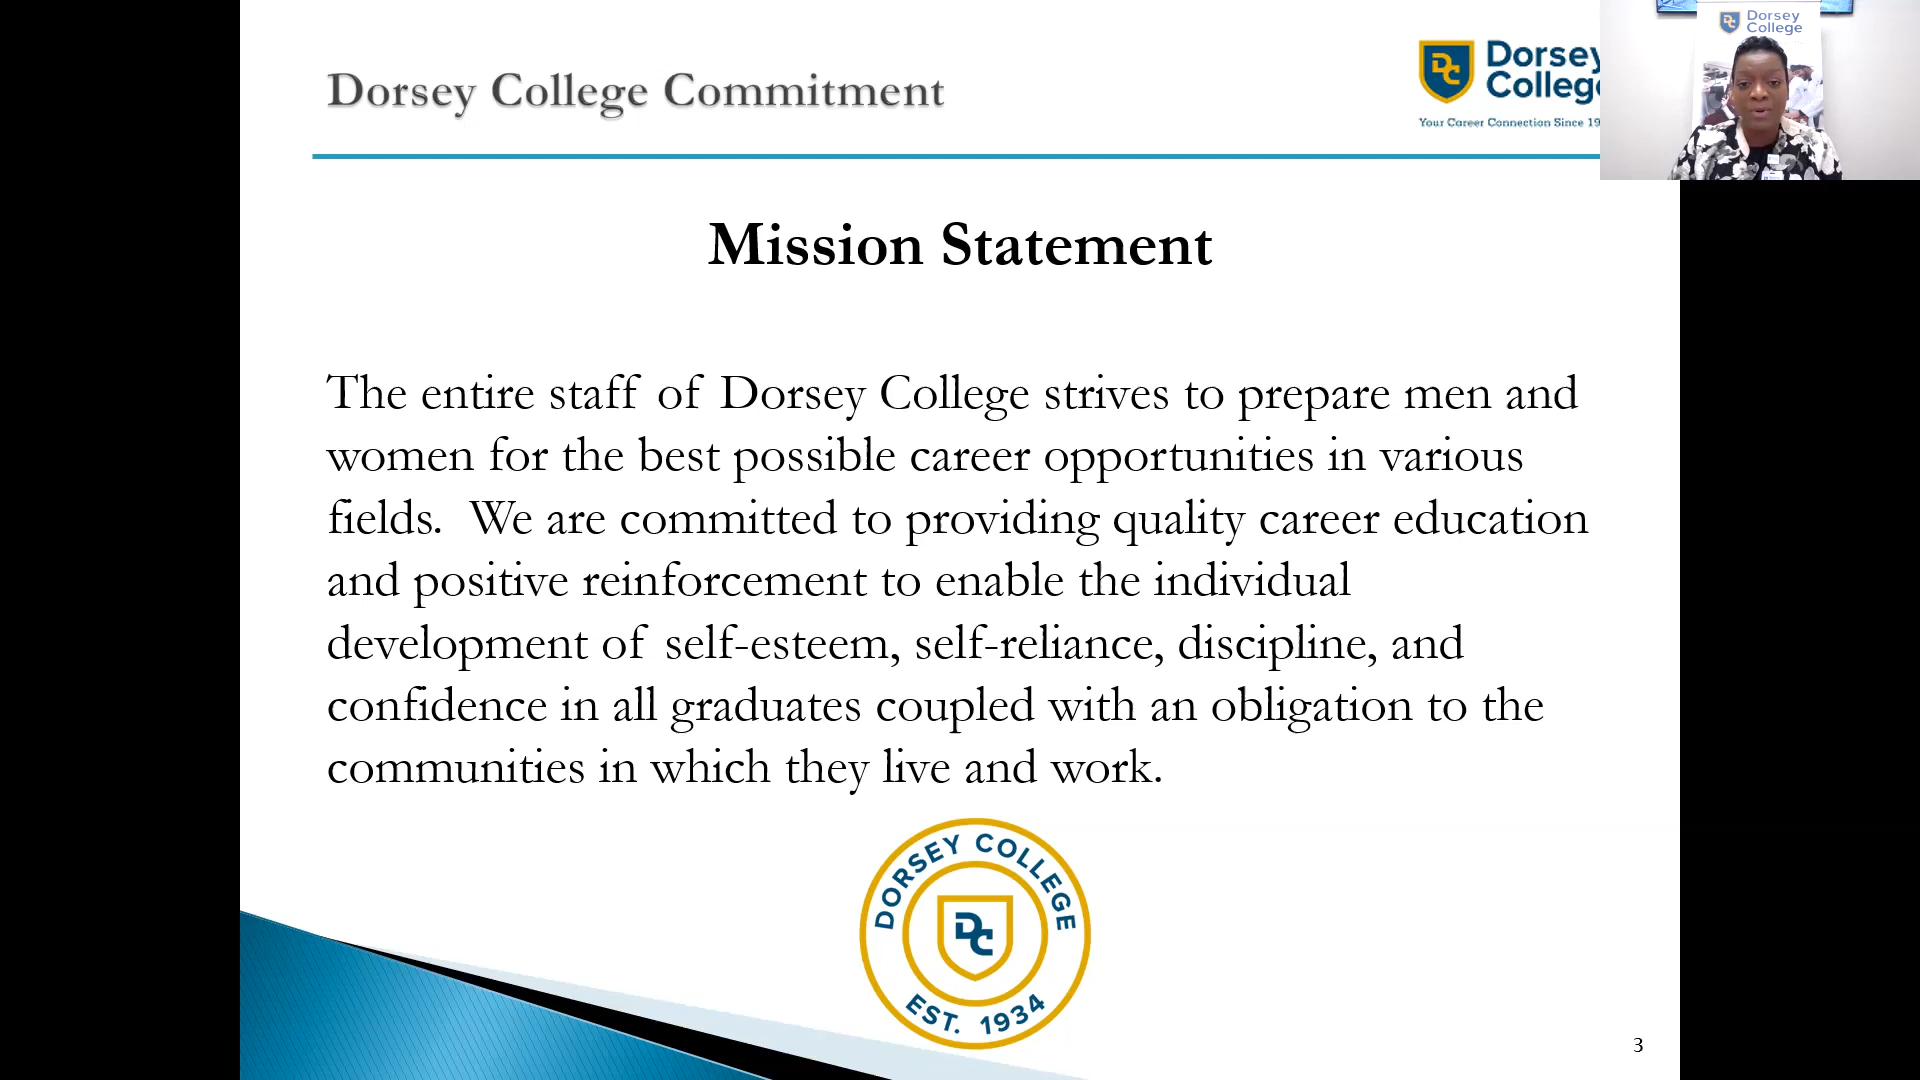 Dorsey College Commitment
Dorsey
College
Your Career Connection Since 19
Dorsey
College
Mission Statement
The entire staff of Dorsey College strives to prepare men and
women for the best possible career opportunities in various
fields. We are committed to providing quality career education
and positive reinforcement to enable the individual
development of self-esteem, self-reliance, discipline, and
confidence in all graduates coupled with an obligation to the
communities in which they live and work.
DORSEY COLLEGE
DC
EST. 1934
3